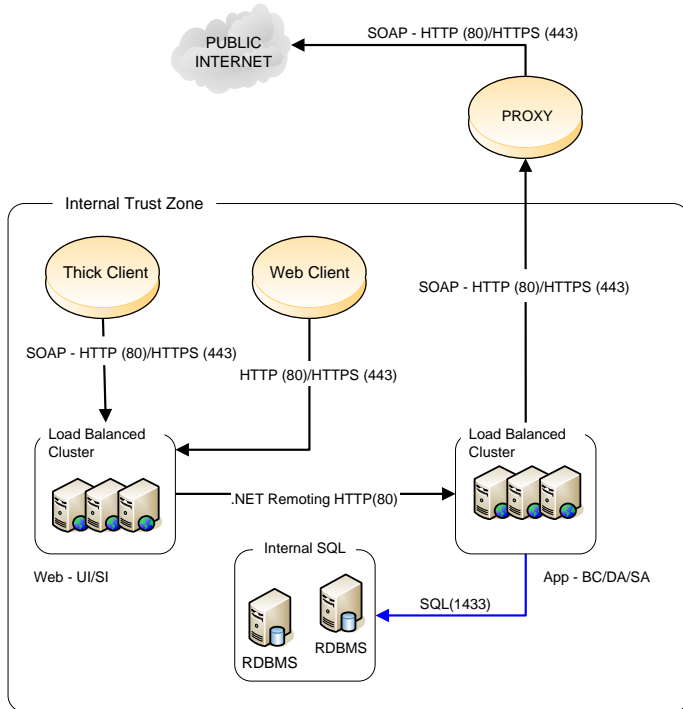 SOAP - HTTP (80)/HTTPS (443)
PUBLIC
INTERNET
PROXY
Internal Trust Zone
Thick Client
Web Client
SOAP - HTTP (80)/HTTPS (443)
SOAP - HTTP (80)/HTTPS (443)
HTTP (80)/HTTPS (443)
Load Balanced
Cluster
Load Balanced
Cluster
.NET Remoting HTTP(80)
Internal SQL
Web - UI/SI
App - BC/DA/SA
SQL(1433)
RDBMS
RDBMS